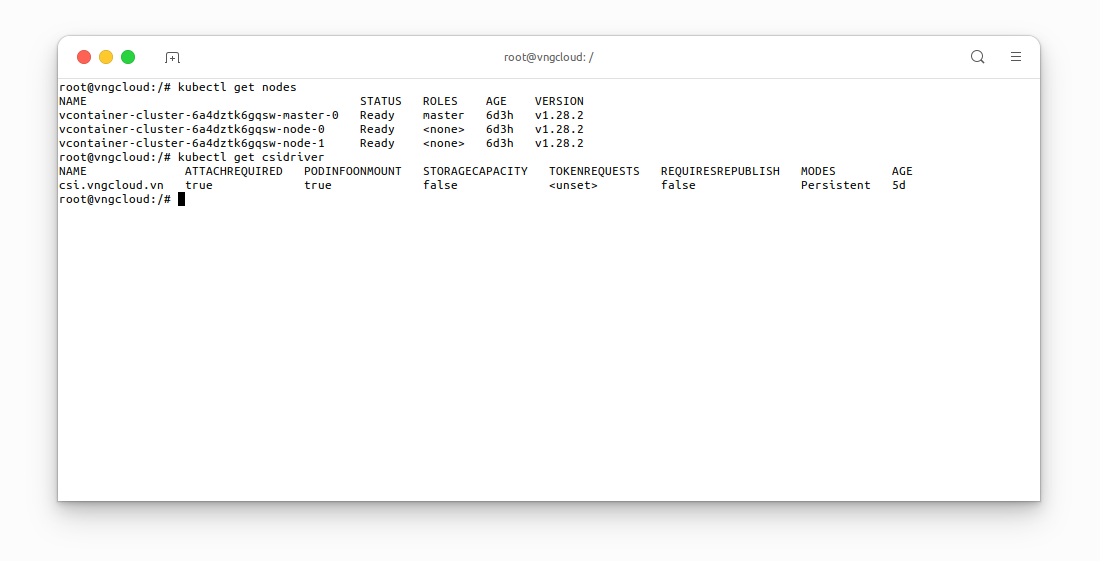 root@vngcloud: /
root@vngcloud:/# kubectl get nodes
NAME                                       STATUS   ROLES    AGE    VERSION
vcontainer-cluster-6a4dztk6gqsw-master-0   Ready    master   6d3h   v1.28.2
vcontainer-cluster-6a4dztk6gqsw-node-0     Ready    <none>   6d3h   v1.28.2
vcontainer-cluster-6a4dztk6gqsw-node-1     Ready    <none>   6d3h   v1.28.2
root@vngcloud:/# kubectl get csidriver
NAME              ATTACHREQUIRED   PODINFOONMOUNT   STORAGECAPACITY   TOKENREQUESTS   REQUIRESREPUBLISH   MODES        AGE
csi.vngcloud.vn   true             true             false             <unset>         false               Persistent   5d
root@vngcloud:/#